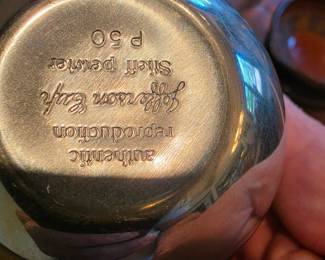 authentic
reproduction
Jefferson Cup
Stieff pewter
P 50